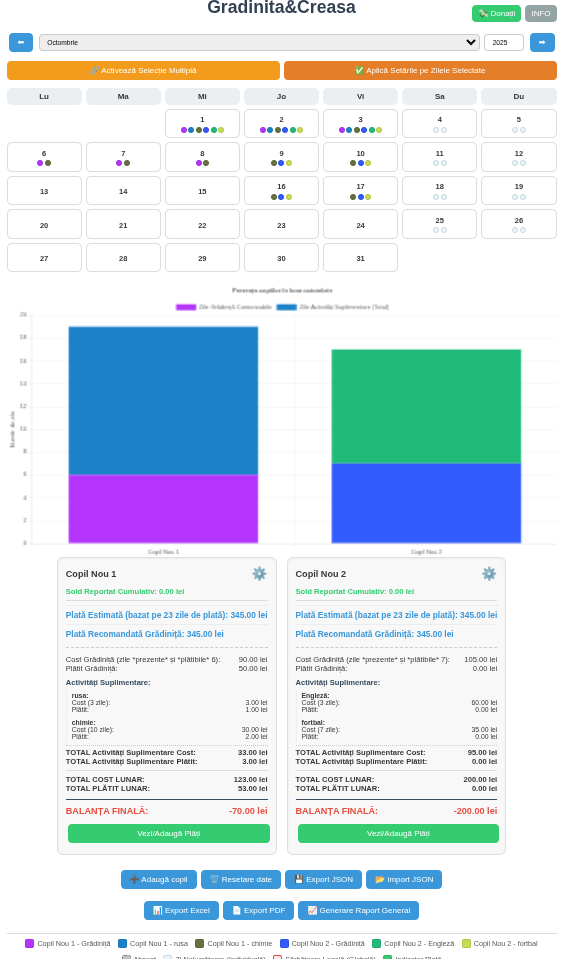 Gradinita&Creasa
💸 Donații
INFO
⬅
Octombrie
2025
➡
🔗 Activează Selecție Multiplă
✅ Aplică Setările pe Zilele Selectate
Lu Ma Mi Jo Vi Sa Du
1 2 3 4 5
6 7 8 9 10 11 12
13 14 15 16 17 18 19
20 21 22 23 24 25 26
27 28 29 30 31
Prezența copiilor în luna octombrie
Zile Grădiniță Contorizabile
Zile Activități Suplimentare (Total)
Număr de zile
20
18
16
14
12
10
8
6
4
2
0
Copil Nou 1
Copil Nou 2
Copil Nou 1
Sold Reportat Cumulativ: 0.00 lei
Plată Estimată (bazat pe 23 zile de plată): 345.00 lei
Plată Recomandată Grădiniță: 345.00 lei
Cost Grădiniță (zile *prezente* și *plătibile* 6): 90.00 lei
Plătit Grădiniță: 50.00 lei
Activități Suplimentare:
rusa:
Cost (3 zile): 3.00 lei
Plătit: 1.00 lei
chimie:
Cost (10 zile): 30.00 lei
Plătit: 2.00 lei
TOTAL Activități Suplimentare Cost: 33.00 lei
TOTAL Activități Suplimentare Plătit: 3.00 lei
TOTAL COST LUNAR: 123.00 lei
TOTAL PLĂTIT LUNAR: 53.00 lei
BALANȚA FINALĂ: -70.00 lei
Vezi/Adaugă Plăți
Copil Nou 2
Sold Reportat Cumulativ: 0.00 lei
Plată Estimată (bazat pe 23 zile de plată): 345.00 lei
Plată Recomandată Grădiniță: 345.00 lei
Cost Grădiniță (zile *prezente* și *plătibile* 7): 105.00 lei
Plătit Grădiniță: 0.00 lei
Activități Suplimentare:
Engleză:
Cost (3 zile): 60.00 lei
Plătit: 0.00 lei
fortbal:
Cost (7 zile): 35.00 lei
Plătit: 0.00 lei
TOTAL Activități Suplimentare Cost: 95.00 lei
TOTAL Activități Suplimentare Plătit: 0.00 lei
TOTAL COST LUNAR: 200.00 lei
TOTAL PLĂTIT LUNAR: 0.00 lei
BALANȚA FINALĂ: -200.00 lei
Vezi/Adaugă Plăți
➕ Adaugă copil
🗑️ Resetare date
💾 Export JSON
📂 Import JSON
📊 Export Excel
📄 Export PDF
📈 Generare Raport General
Copil Nou 1 - Grădiniță
Copil Nou 1 - rusa
Copil Nou 1 - chimie
Copil Nou 2 - Grădiniță
Copil Nou 2 - Engleză
Copil Nou 2 - fortbal
Absent
Zi Nelucrătoare (Individuală)
Sărbătoare Legală (Globală)
Indicator Plată